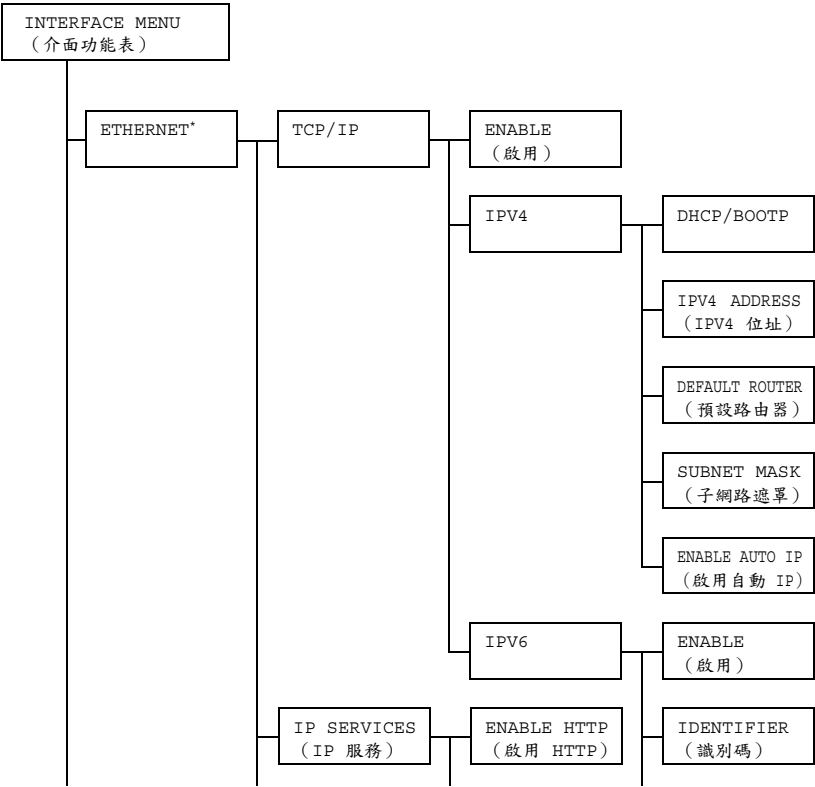 INTERFACE MENU
（介面功能表）
ETHERNET*
TCP/IP
ENABLE
（啟用）
IPV4
DHCP/BOOTP
IPV4 ADDRESS
（IPV4 位址）
DEFAULT ROUTER
（預設路由器）
SUBNET MASK
（子網路遮罩）
ENABLE AUTO IP
（啟用自動 IP）
IPV6
ENABLE
（啟用）
IP SERVICES
（IP 服務）
ENABLE HTTP
（啟用 HTTP）
IDENTIFIER
（識別碼）